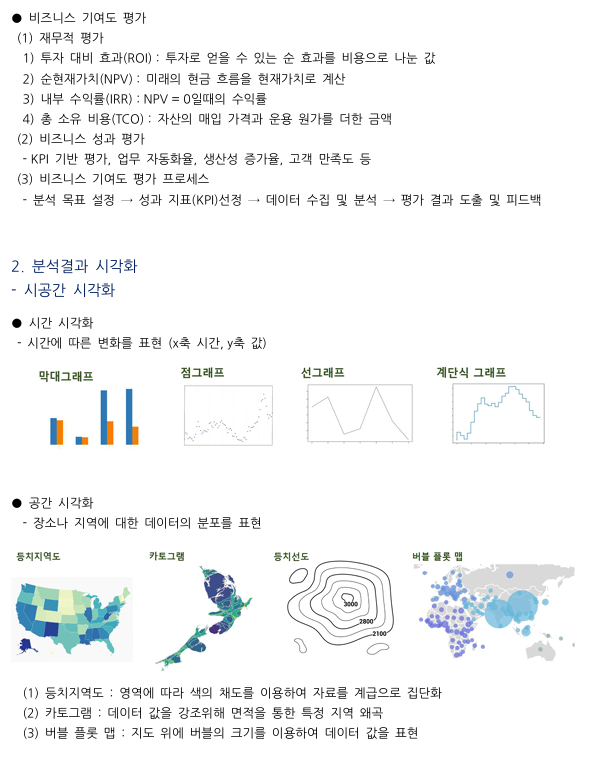 ● 비즈니스 기여도 평가
(1) 재무적 평가
1) 투자 대비 효과(ROI) : 투자로 얻을 수 있는 순 효과를 비용으로 나눈 값
2) 순현재가치(NPV) : 미래의 현금 흐름을 현재가치로 계산
3) 내부 수익률(IRR) : NPV = 0일때의 수익률
4) 총 소유 비용(TCO) : 자산의 매입 가격과 운용 원가를 더한 금액
(2) 비즈니스 성과 평가
- KPI 기반 평가, 업무 자동화율, 생산성 증가율, 고객 만족도 등
(3) 비즈니스 기여도 평가 프로세스
- 분석 목표 설정 → 성과 지표(KPI)선정 → 데이터 수집 및 분석 → 평가 결과 도출 및 피드백
2. 분석결과 시각화
- 시공간 시각화
● 시간 시각화
- 시간에 따른 변화를 표현 (x축 시간, y축 값)
막대그래프 점그래프 선그래프 계단식 그래프
● 공간 시각화
- 장소나 지역에 대한 데이터의 분포를 표현
등치지역도 카토그램 등치선도 버블 플롯 맵
3000
2800
2100
(1) 등치지역도 : 영역에 따라 색의 채도를 이용하여 자료를 계급으로 집단화
(2) 카토그램 : 데이터 값을 강조위해 면적을 통한 특정 지역 왜곡
(3) 버블 플롯 맵 : 지도 위에 버블의 크기를 이용하여 데이터 값을 표현